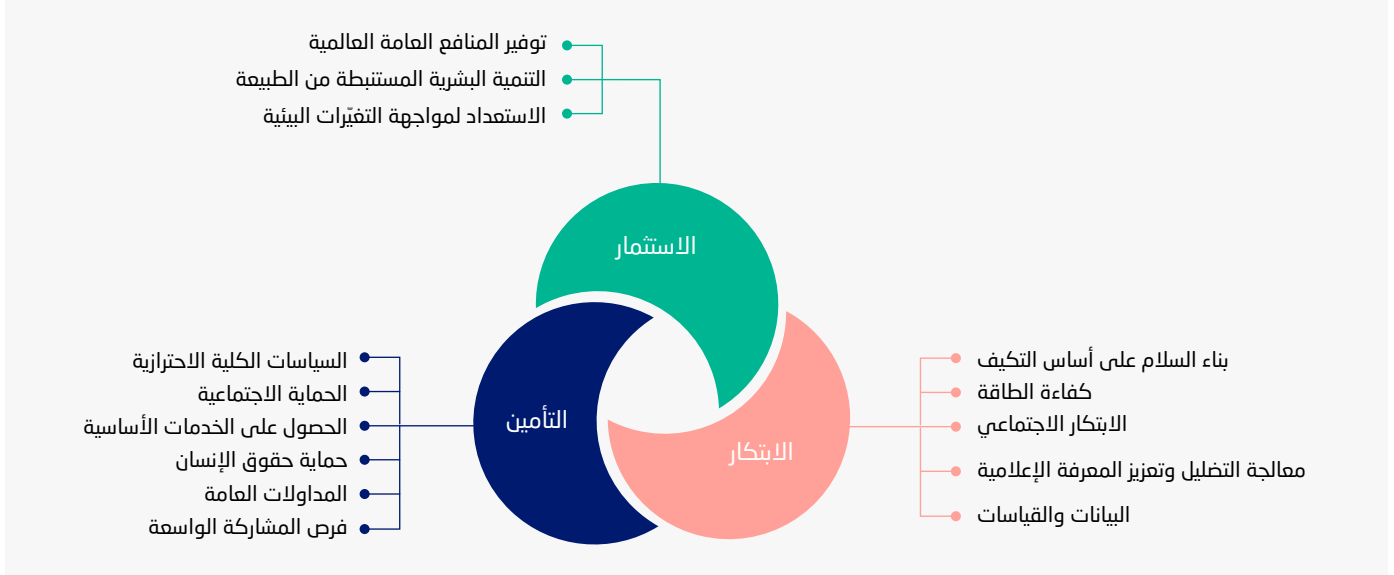 توفير المنافع العامة العالمية
التنمية البشرية المستنبطة من الطبيعة
الاستعداد لمواجهة التغيّرات البيئية
الاستثمار
بناء السلام على أساس التكيف
كفاءة الطاقة
الابتكار الاجتماعي
معالجة التضليل وتعزيز المعرفة الإعلامية
البيانات والقياسات
الابتكار
التأمين
السياسات الكلية الاحترازية
الحماية الاجتماعية
الحصول على الخدمات الأساسية
حماية حقوق الإنسان
المداولات العامة
فرص المشاركة الواسعة